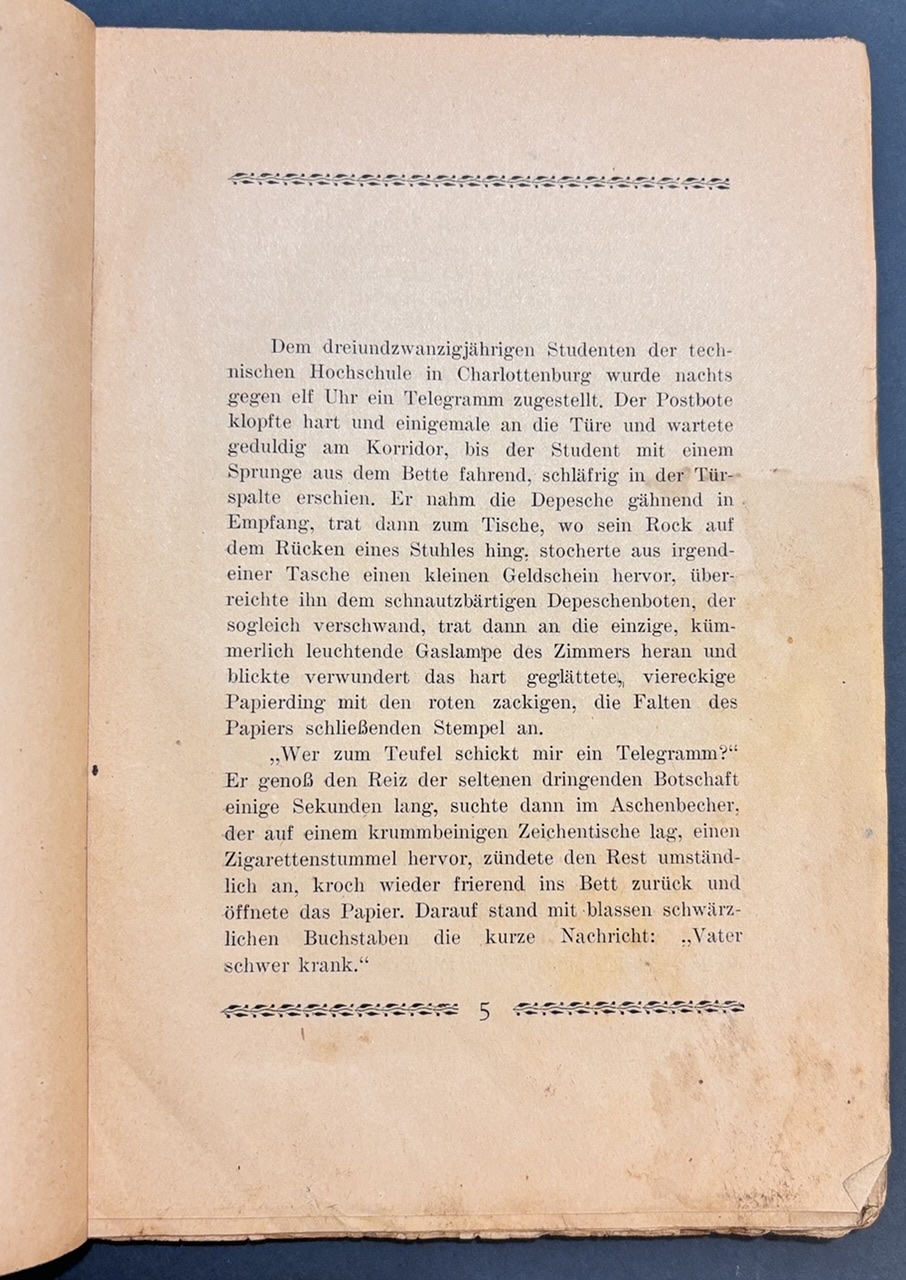 Dem dreiundzwanzigjährigen Studenten der tech-
nischen Hochschule in Charlottenburg wurde nachts
gegen elf Uhr ein Telegramm zugestellt. Der Postbote
klopfte hart und einigemale an die Türe und wartete
geduldig am Korridor, bis der Student mit einem
Sprunge aus dem Bette fahrend, schläfrig in der Tür-
spalte erschien. Er nahm die Depesche gähnend in
Empfang, trat dann zum Tische, wo sein Rock auf
dem Rücken eines Stuhles hing, stocherte aus irgend-
einer Tasche einen kleinen Geldschein hervor, über-
reichte ihn dem schnautzbärtigen Depeschenboten, der
sogleich verschwand, trat dann an die einzige, küm-
merlich leuchtende Gaslampe des Zimmers heran und
blickte verwundert das hart geglättete, viereckige
Papierding mit den roten zackigen, die Falten des
Papiers schließenden Stempel an.
„Wer zum Teufel schickt mir ein Telegramm?“
Er genoß den Reiz der seltenen dringenden Botschaft
einige Sekunden lang, suchte dann im Aschenbecher,
der auf einem krummbeinigen Zeichentische lag, einen
Zigarettenstummel hervor, zündete den Rest umständ-
lich an, kroch wieder frierend ins Bett zurück und
öffnete das Papier. Darauf stand mit blassen schwärz-
lichen Buchstaben die kurze Nachricht: „Vater
schwer krank.“
5